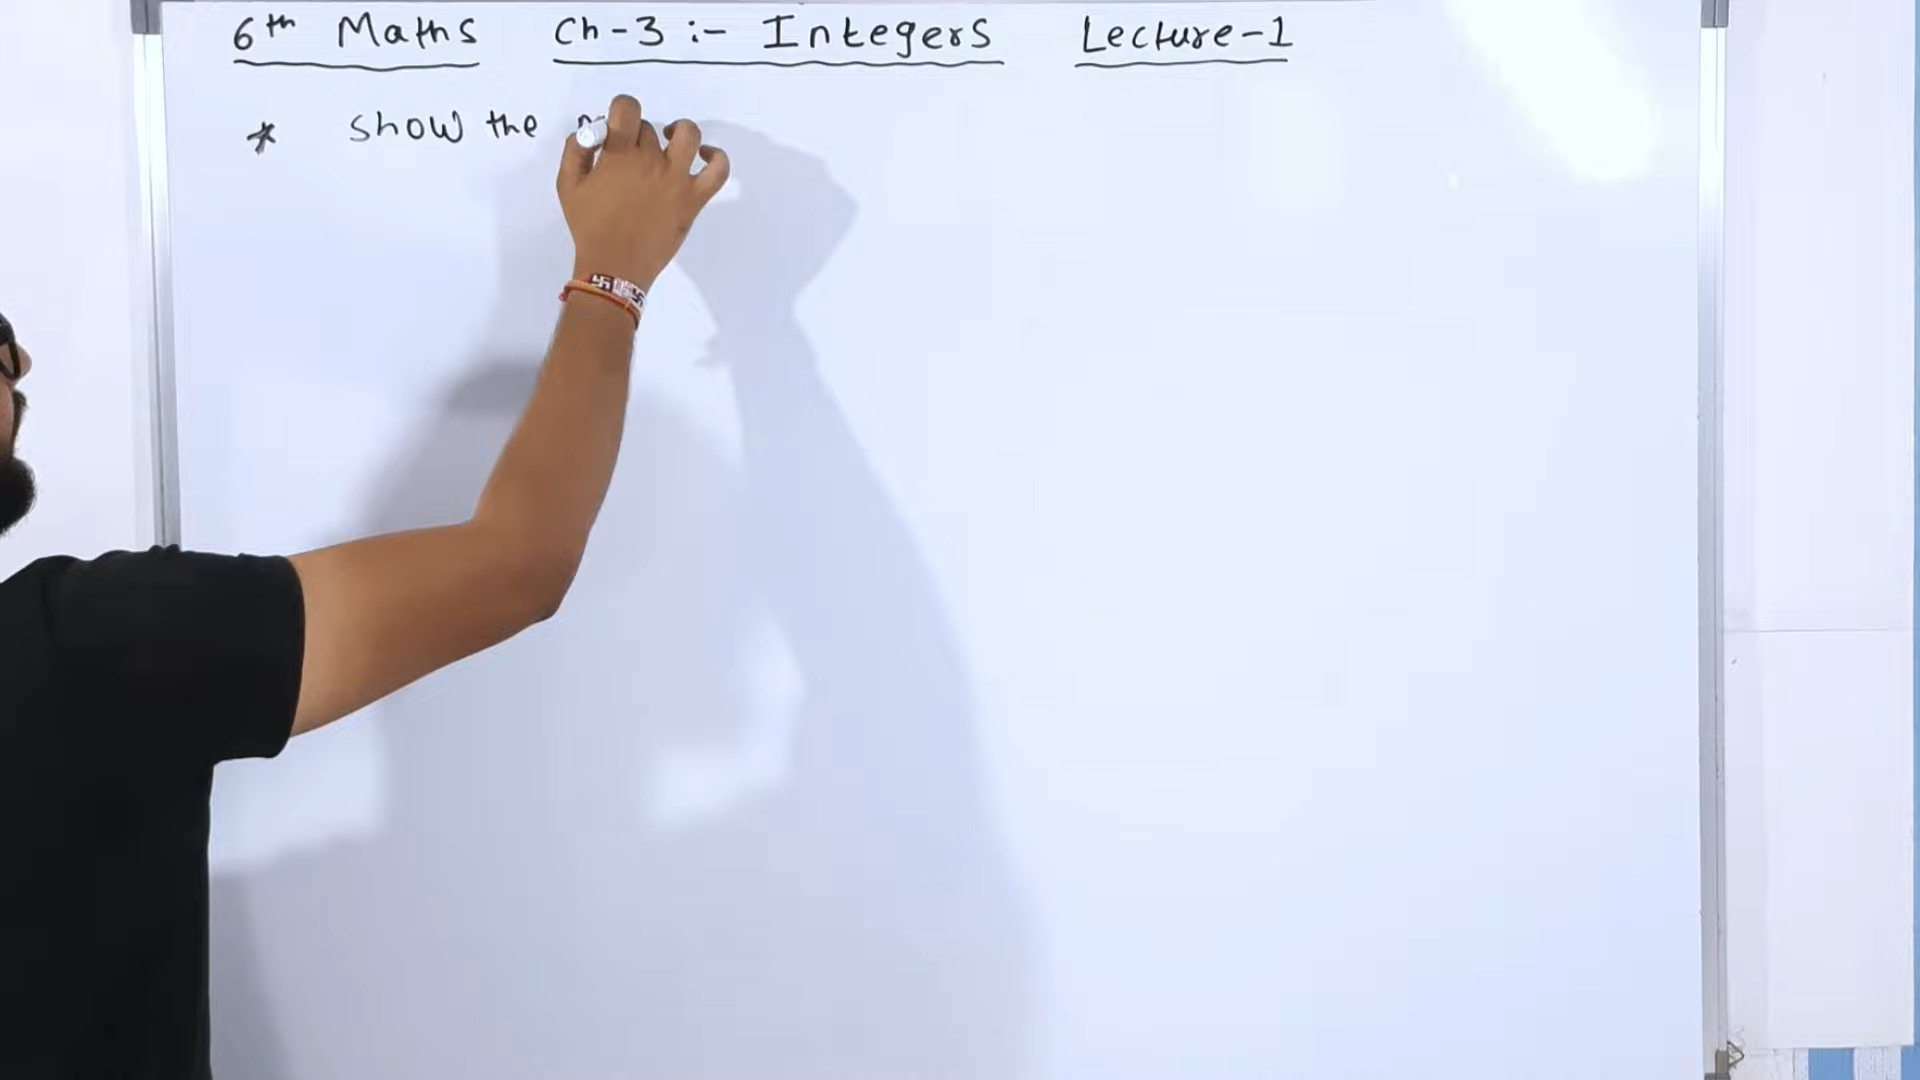 6th Maths Ch-3 :- Integers Lecture-1
* show the